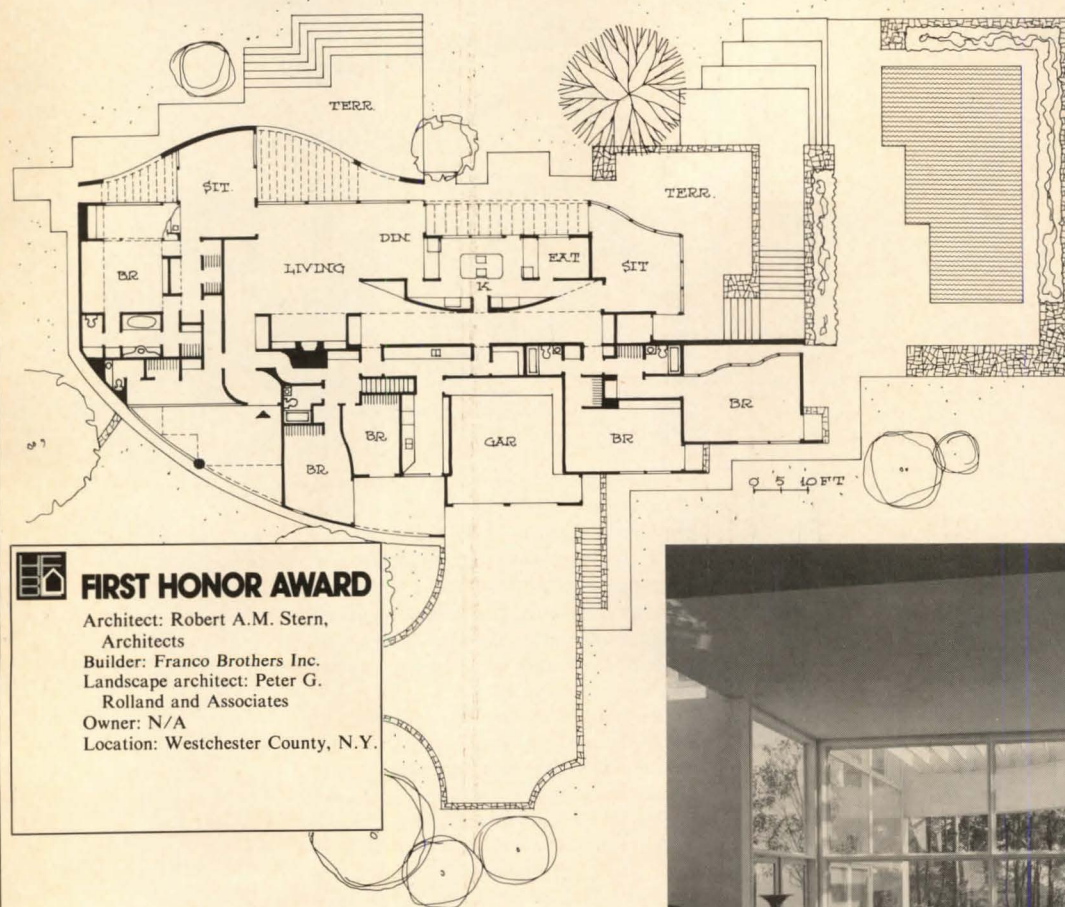 TERR.
SIT.
TERR.
DIN.
LIVING
EAT
SIT
BR
K
BR
GAR
BR
BR
BR
0 5 10 FT
FIRST HONOR AWARD
Architect: Robert A.M. Stern,
Architects
Builder: Franco Brothers Inc.
Landscape architect: Peter G.
Rolland and Associates
Owner: N/A
Location: Westchester County, N.Y.